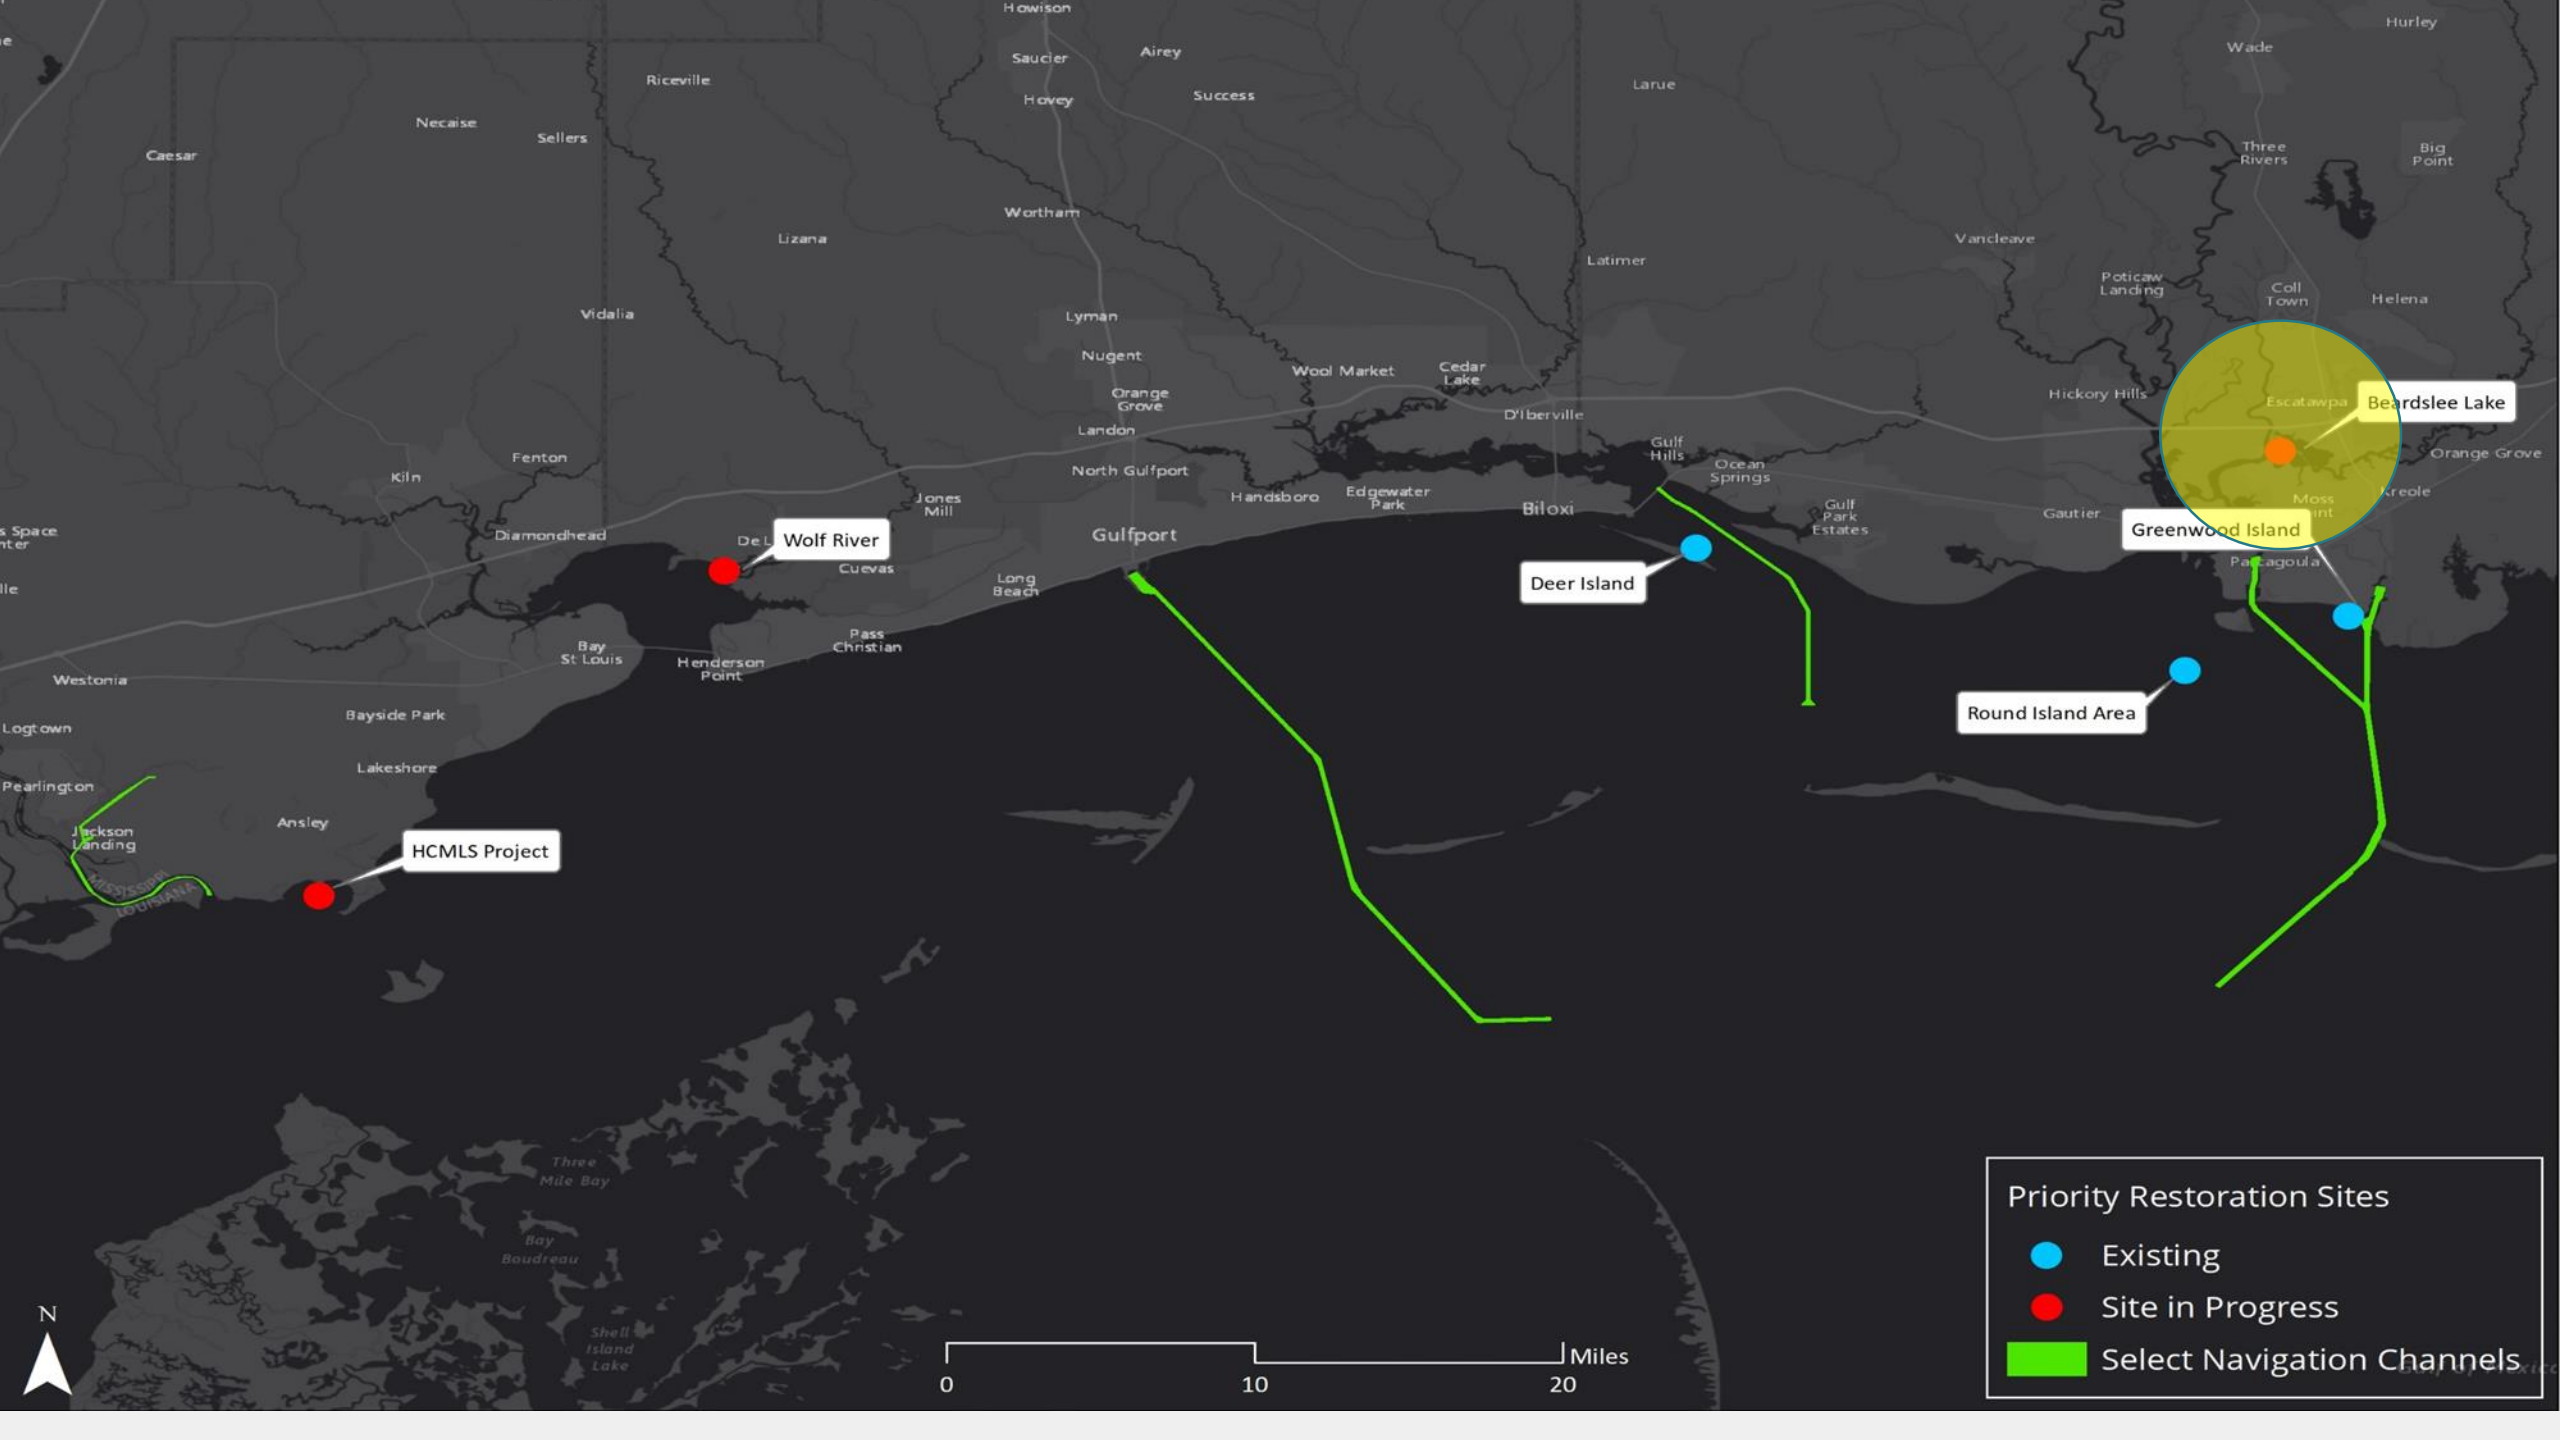 Howison
Hurley
Wade
Saucier
Airey
Riceville
Larue
Success
Hovey
Necaise
Sellers
Three
Rivers
Big
Point
Caesar
Wortham
Lizana
Vancleave
Latimer
Poticaw
Landing
Coll
Town
Helena
Vidalia
Lyman
Nugent
Wool Market
Cedar
Lake
Orange
Grove
Hickory Hills
Escatawpa
Beardslee Lake
D'Iberville
Landon
Gulf
Hills
Orange Grove
Fenton
North Gulfport
Ocean
Springs
Kiln
Jones
Mill
Handsboro
Edgewater
Park
Kreole
Moss
Biloxi
Gulf
Park
Estates
Gautier
Greenwood Island
Diamondhead
De L
Wolf River
Gulfport
Cuevas
Long
Beach
Deer Island
Pascagoula
Bay
St Louis
Pass
Christian
Henderson
Point
Westonia
Round Island Area
Bayside Park
Logtown
Lakeshore
Pearlington
Ansley
Jackson
Landing
HCMLS Project
MISSISSIPPI
LOUISIANA
Three
Mile Bay
Bay
Boudreau
Shell
Island
Lake
N
0
10
20
Miles
Priority Restoration Sites
Existing
Site in Progress
Select Navigation Channels